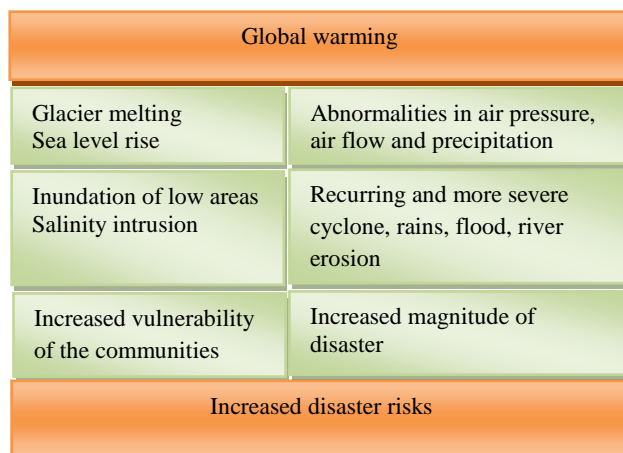 Global warming
Glacier melting
Sea level rise
Abnormalities in air pressure,
air flow and precipitation
Inundation of low areas
Salinity intrusion
Recurring and more severe
cyclone, rains, flood, river
erosion
Increased vulnerability
of the communities
Increased magnitude of
disaster
Increased disaster risks